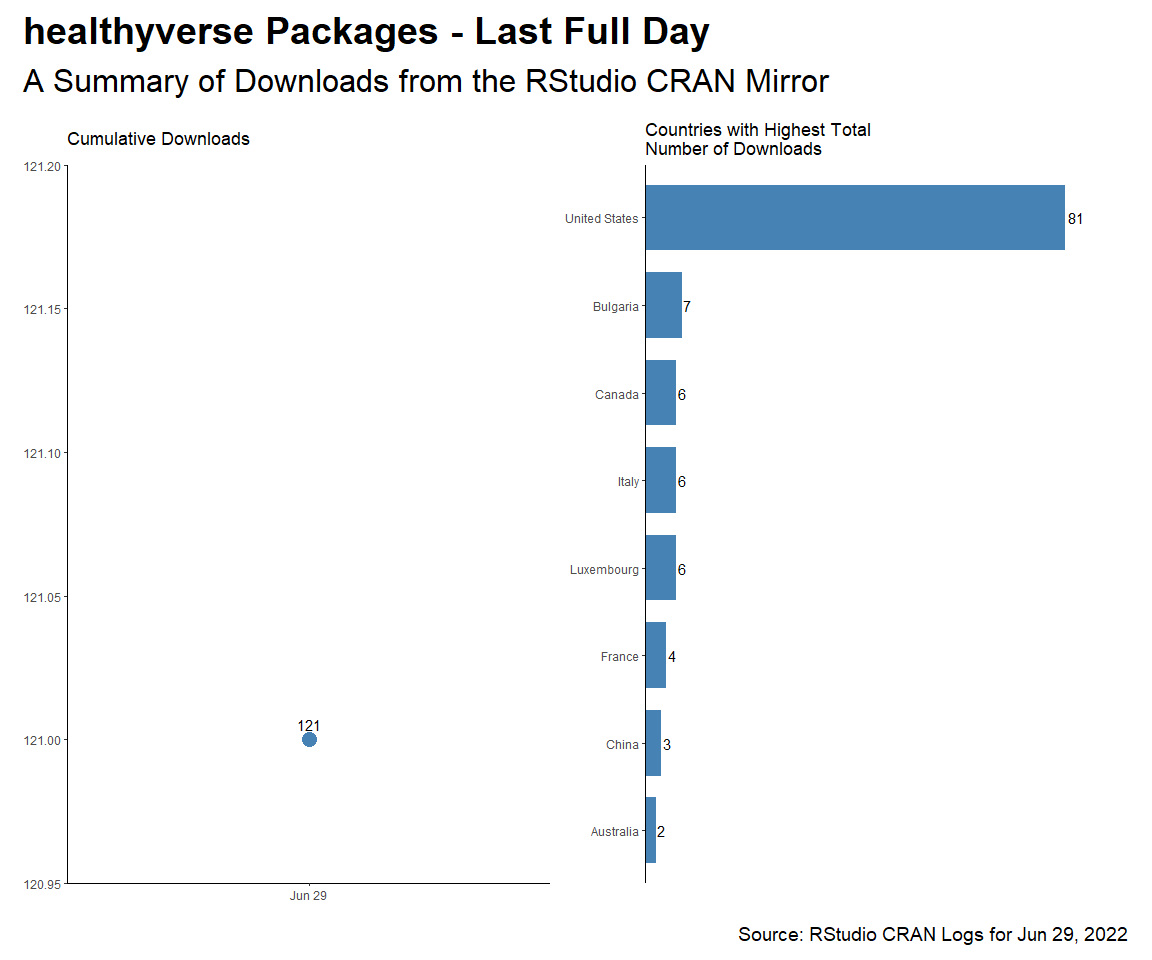 healthyverse Packages - Last Full Day
A Summary of Downloads from the RStudio CRAN Mirror
Cumulative Downloads
121.20
121.15
121.10
121.05
121.00
120.95
121
Jun 29
Countries with Highest Total
Number of Downloads
United States 81
Bulgaria 7
Canada 6
Italy 6
Luxembourg 6
France 4
China 3
Australia 2
Source: RStudio CRAN Logs for Jun 29, 2022